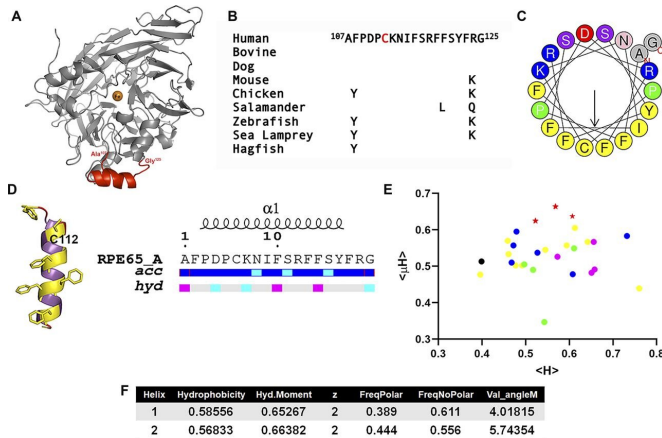 A
Ala107
Gly125
B
Human 107AFPDPCKNIFSRFFSYFRG125
Bovine
Dog
Mouse K
Chicken Y K
Salamander L Q
Zebrafish Y K
Sea Lamprey Y K
Hagfish Y
C
S D S N G
R A
K R
F P
P Y
F I
F C F F
D
C112
α1
1 10
RPE65_A AFPDPCKNIFSRFFSYFRG
acc
hyd
E
<μH>
0.7
0.6
0.5
0.4
0.3
0.3 0.4 0.5 0.6 0.7 0.8
<H>
F
Helix Hydrophobicity Hyd.Moment z FreqPolar FreqNoPolar Val_angleM
1 0.58556 0.65267 2 0.389 0.611 4.01815
2 0.56833 0.66382 2 0.444 0.556 5.74354